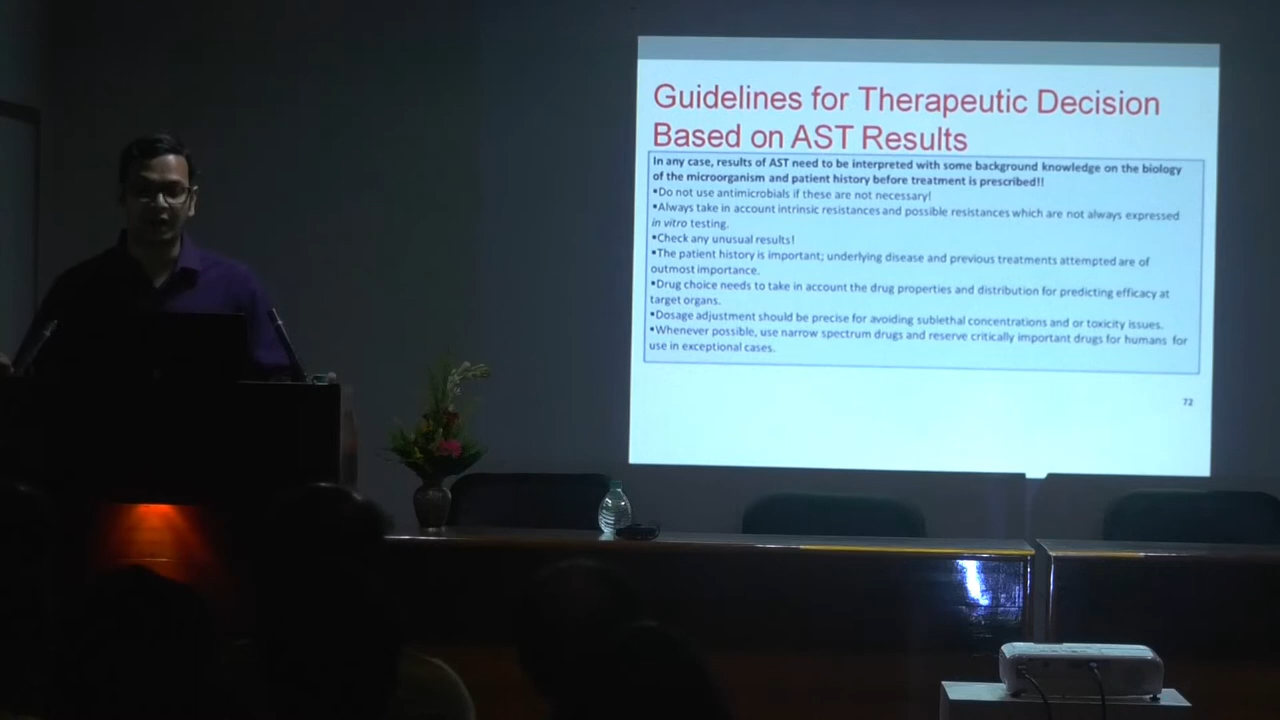 Guidelines for Therapeutic Decision
Based on AST Results
In any case, results of AST need to be interpreted with some background knowledge on the biology
of the microorganism and patient history before treatment is prescribed!!
▪Do not use antimicrobials if these are not necessary!
▪Always take in account intrinsic resistances and possible resistances which are not always expressed
in vitro testing.
▪Check any unusual results!
▪The patient history is important; underlying disease and previous treatments attempted are of
outmost importance.
▪Drug choice needs to take in account the drug properties and distribution for predicting efficacy at
target organs.
▪Dosage adjustment should be precise for avoiding sublethal concentrations and or toxicity issues.
▪Whenever possible, use narrow spectrum drugs and reserve critically important drugs for humans for
use in exceptional cases.
72